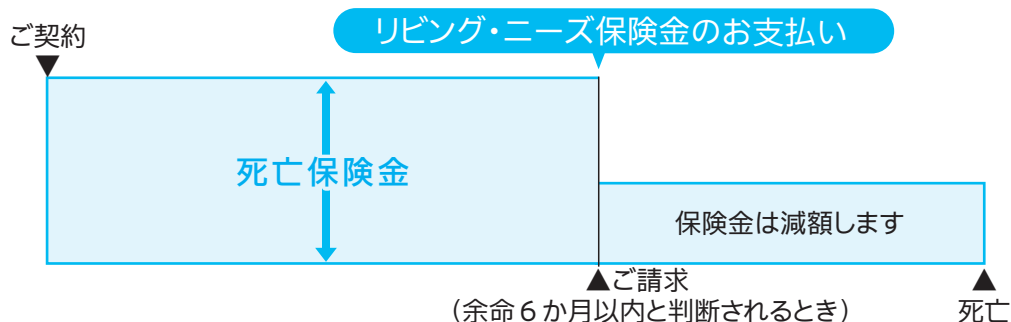 ご契約
リビング・ニーズ保険金のお支払い
▼
死亡保険金
保険金は減額します
▲ご請求
(余命6か月以内と判断されるとき)
▲
死亡